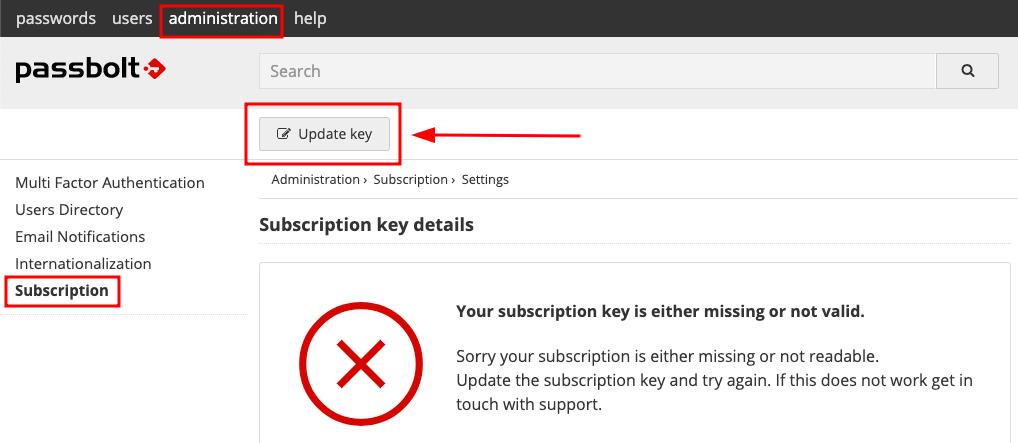 passwords users administration help
passbolt
Search
Update key
Administration › Subscription › Settings
Multi Factor Authentication
Users Directory
Email Notifications
Internationalization
Subscription
Subscription key details
Your subscription key is either missing or not valid.
Sorry your subscription is either missing or not readable.
Update the subscription key and try again. If this does not work get in
touch with support.